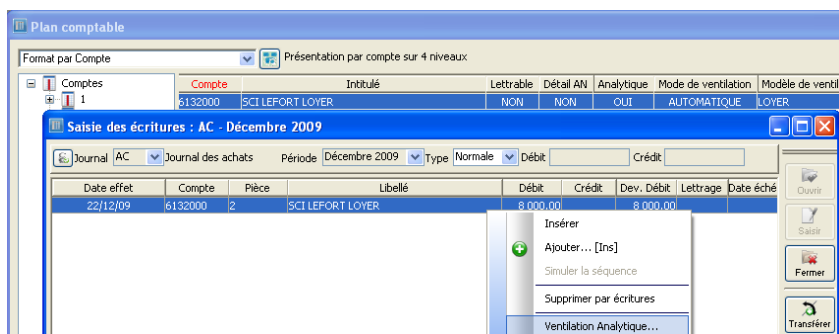 Plan comptable
Format par Compte Présentation par compte sur 4 niveaux
Comptes Compte Intitulé Lettrable Détail AN Analytique Mode de ventilation Modèle de ventil
1 6132000 SCI LEFORT LOYER NON NON OUI AUTOMATIQUE LOYER
Saisie des écritures : AC - Décembre 2009
Journal AC Journal des achats Période Décembre 2009 Type Normale Débit Crédit
Date effet Compte Pièce Libellé Débit Crédit Dev. Débit Lettrage Date éché
22/12/09 6132000 2 SCI LEFORT LOYER 8 000,00 8 000,00
Ouvrir
Insérer
Ajouter... [Ins]
Saisir
Simuler la séquence
Fermer
Supprimer par écritures
Ventilation Analytique...
Transférer